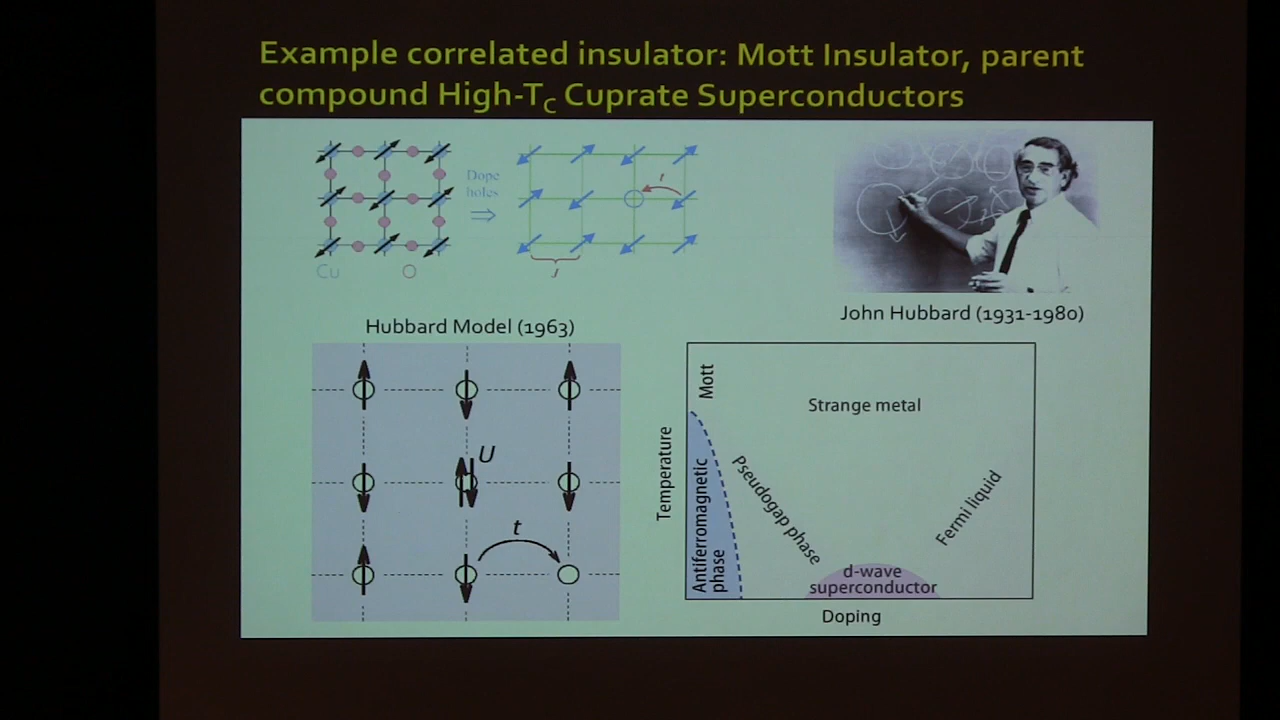 Example correlated insulator: Mott Insulator, parent
compound High-TC Cuprate Superconductors
Dope
holes
t
Cu
O
J
John Hubbard (1931-1980)
Hubbard Model (1963)
U
t
Mott
Strange metal
Temperature
Antiferromagnetic
phase
Pseudogap phase
Fermi liquid
d-wave
superconductor
Doping